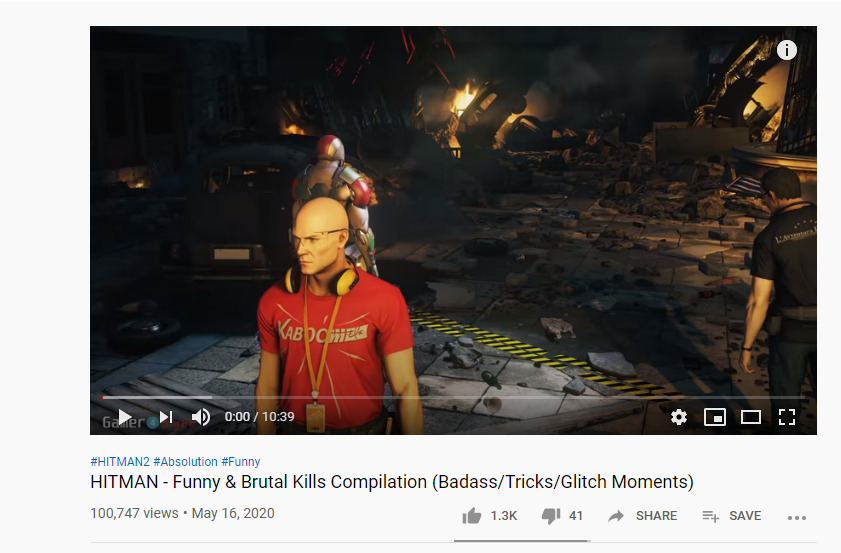 KABOOM
0:00 / 10:39
#HITMAN2 #Absolution #Funny
HITMAN - Funny & Brutal Kills Compilation (Badass/Tricks/Glitch Moments)
100,747 views • May 16, 2020
1.3K
41
SHARE
SAVE